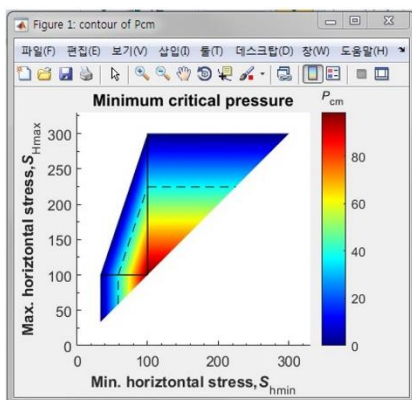 Figure 1: contour of Pcm
파일(F) 편집(E) 보기(V) 삽입(I) 툴(T) 데스크탑(D) 창(W) 도움말(H)
Minimum critical pressure
Pcm
Max. horiztontal stress,SHmax
300
250
200
150
100
50
0
0 100 200 300
Min. horiztontal stress,Shmin
80
60
40
20
0